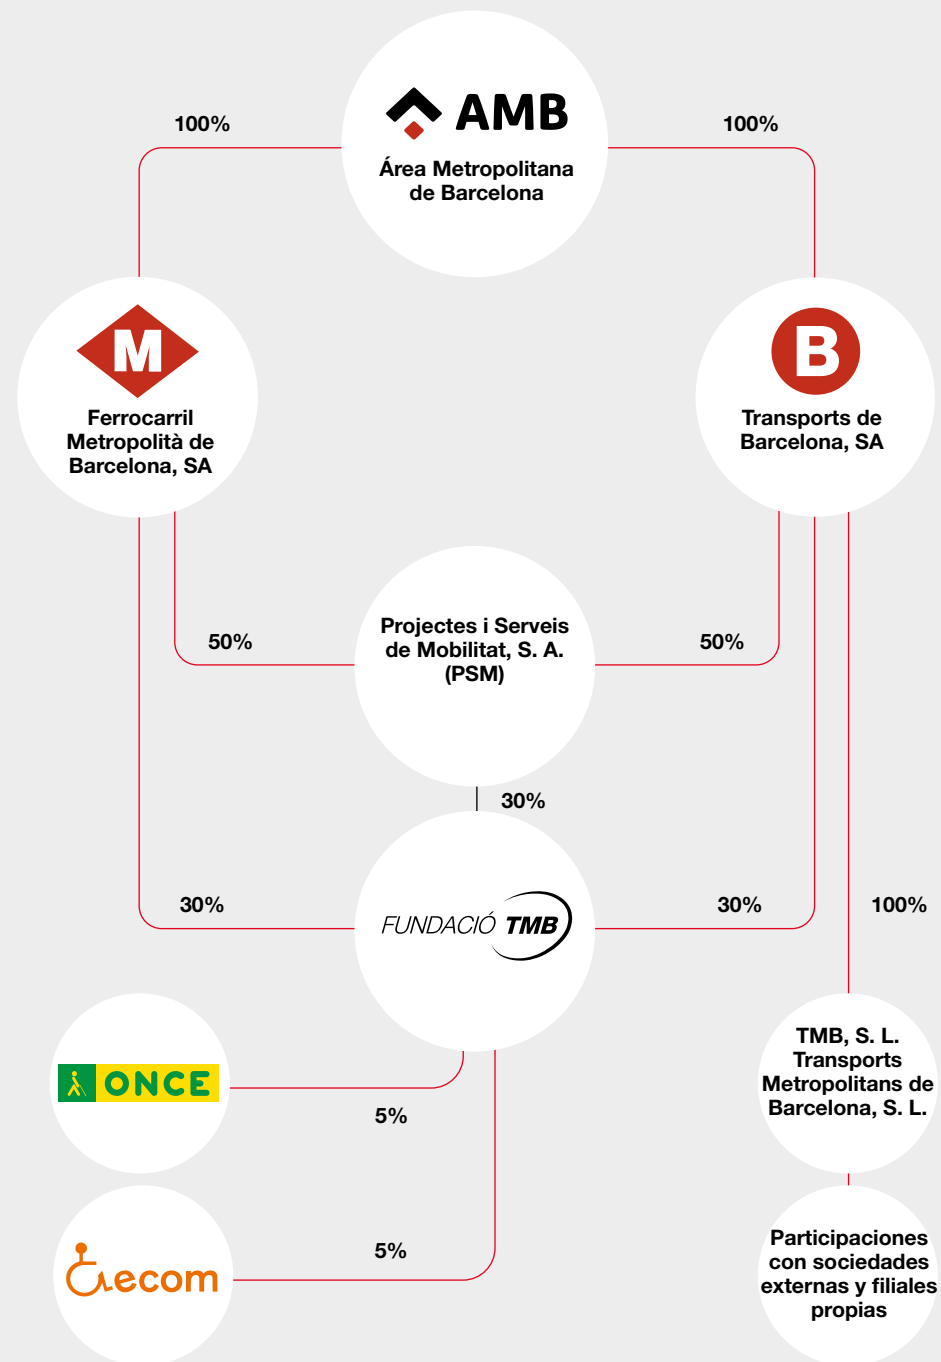 AMB
Área Metropolitana
de Barcelona
100%
100%
M
Ferrocarril
Metropolità de
Barcelona, SA
B
Transports de
Barcelona, SA
50%
Projectes i Serveis
de Mobilitat, S. A.
(PSM)
50%
30%
30%
FUNDACIÓ TMB
30%
100%
ONCE
5%
TMB, S. L.
Transports
Metropolitans de
Barcelona, S. L.
ecom
5%
Participaciones
con sociedades
externas y filiales
propias